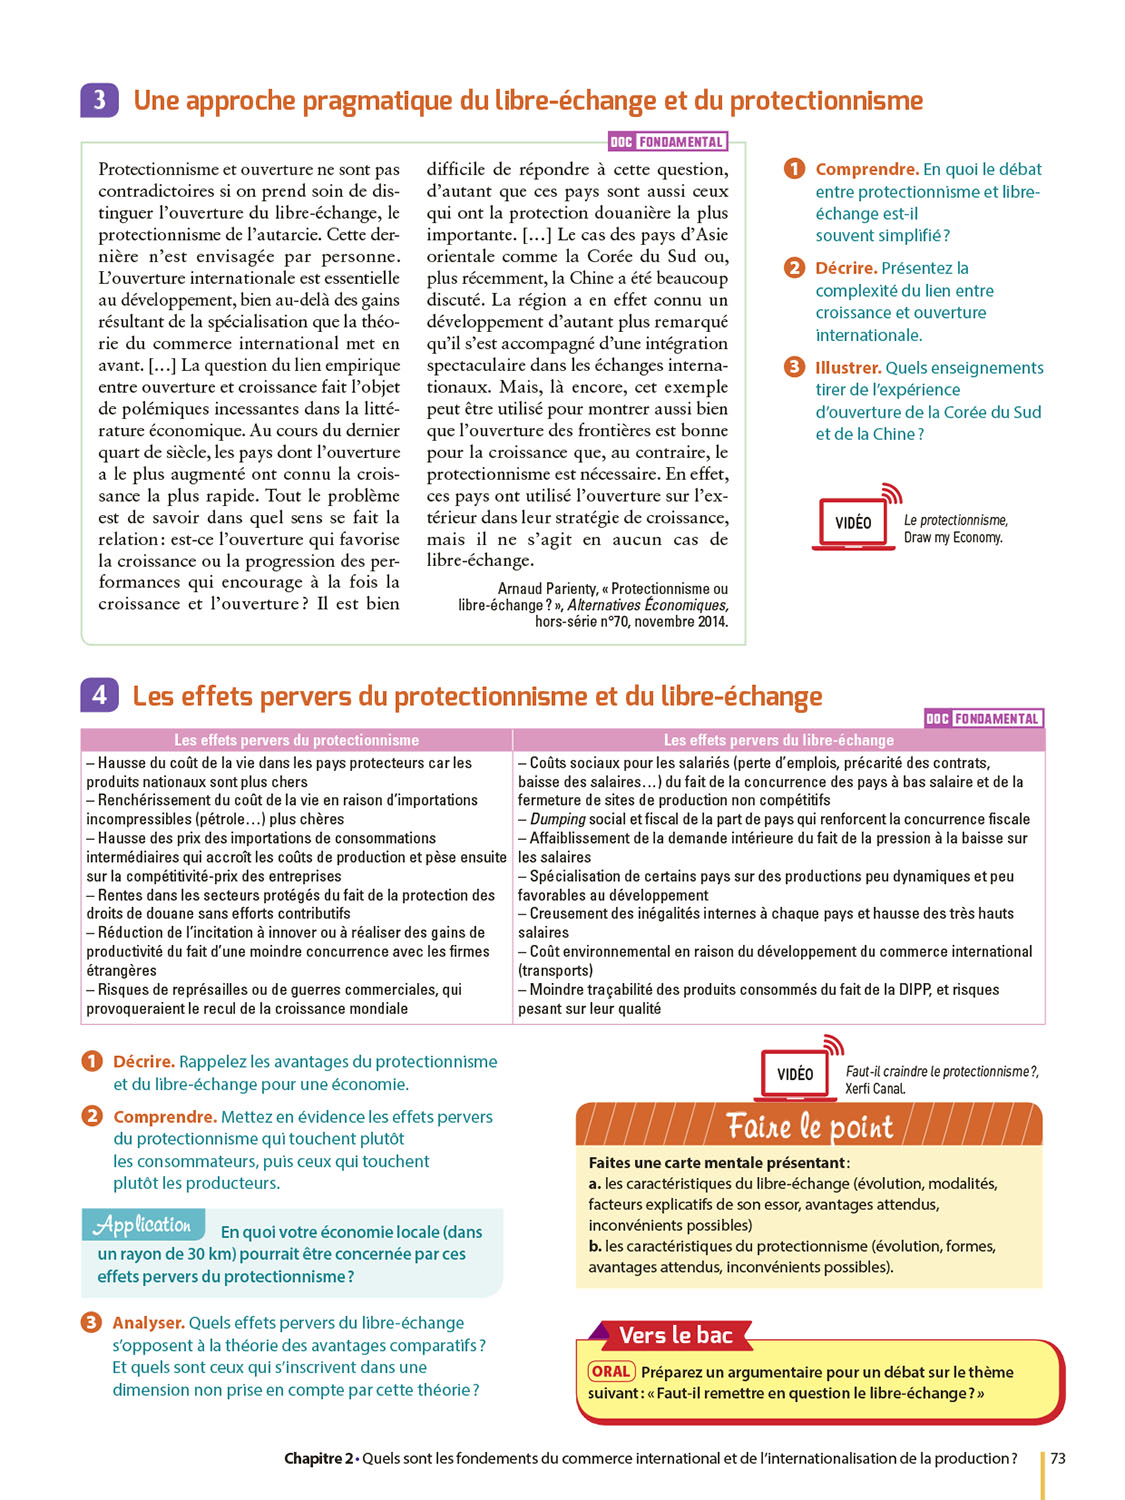 3 Une approche pragmatique du libre-échange et du protectionnisme
DOC FONDAMENTAL
Protectionnisme et ouverture ne sont pas
contradictoires si on prend soin de dis-
tinguer l'ouverture du libre-échange, le
protectionnisme de l'autarcie. Cette der-
nière n'est envisagée par personne.
L'ouverture internationale est essentielle
au développement, bien au-delà des gains
résultant de la spécialisation que la théo-
rie du commerce international met en
avant. […] La question du lien empirique
entre ouverture et croissance fait l'objet
de polémiques incessantes dans la litté-
rature économique. Au cours du dernier
quart de siècle, les pays dont l'ouverture
a le plus augmenté ont connu la crois-
sance la plus rapide. Tout le problème
est de savoir dans quel sens se fait la
relation : est-ce l'ouverture qui favorise
la croissance ou la progression des per-
formances qui encourage à la fois la
croissance et l'ouverture ? Il est bien
difficile de répondre à cette question,
d'autant que ces pays sont aussi ceux
qui ont la protection douanière la plus
importante. […] Le cas des pays d'Asie
orientale comme la Corée du Sud ou,
plus récemment, la Chine a été beaucoup
discuté. La région a en effet connu un
développement d'autant plus remarqué
qu'il s'est accompagné d'une intégration
spectaculaire dans les échanges interna-
tionaux. Mais, là encore, cet exemple
peut être utilisé pour montrer aussi bien
que l'ouverture des frontières est bonne
pour la croissance que, au contraire, le
protectionnisme est nécessaire. En effet,
ces pays ont utilisé l'ouverture sur l'ex-
térieur dans leur stratégie de croissance,
mais il ne s'agit en aucun cas de
libre-échange.
Arnaud Parienty, « Protectionnisme ou
libre-échange ? », Alternatives Économiques,
hors-série n°70, novembre 2014.
1 Comprendre. En quoi le débat
entre protectionnisme et libre-
échange est-il
souvent simplifié ?
2 Décrire. Présentez la
complexité du lien entre
croissance et ouverture
internationale.
3 Illustrer. Quels enseignements
tirer de l'expérience
d'ouverture de la Corée du Sud
et de la Chine ?
VIDÉO
Le protectionnisme,
Draw my Economy.
4 Les effets pervers du protectionnisme et du libre-échange
DOC FONDAMENTAL
Les effets pervers du protectionnisme
– Hausse du coût de la vie dans les pays protecteurs car les
produits nationaux sont plus chers
– Renchérissement du coût de la vie en raison d'importations
incompressibles (pétrole…) plus chères
– Hausse des prix des importations de consommations
intermédiaires qui accroît les coûts de production et pèse ensuite
sur la compétitivité-prix des entreprises
– Rentes dans les secteurs protégés du fait de la protection des
droits de douane sans efforts contributifs
– Réduction de l'incitation à innover ou à réaliser des gains de
productivité du fait d'une moindre concurrence avec les firmes
étrangères
– Risques de représailles ou de guerres commerciales, qui
provoqueraient le recul de la croissance mondiale
Les effets pervers du libre-échange
– Coûts sociaux pour les salariés (perte d'emplois, précarité des contrats,
baisse des salaires…) du fait de la concurrence des pays à bas salaire et de la
fermeture de sites de production non compétitifs
– Dumping social et fiscal de la part de pays qui renforcent la concurrence fiscale
– Affaiblissement de la demande intérieure du fait de la pression à la baisse sur
les salaires
– Spécialisation de certains pays sur des productions peu dynamiques et peu
favorables au développement
– Creusement des inégalités internes à chaque pays et hausse des très hauts
salaires
– Coût environnemental en raison du développement du commerce international
(transports)
– Moindre traçabilité des produits consommés du fait de la DIPP, et risques
pesant sur leur qualité
1 Décrire. Rappelez les avantages du protectionnisme
et du libre-échange pour une économie.
2 Comprendre. Mettez en évidence les effets pervers
du protectionnisme qui touchent plutôt
les consommateurs, puis ceux qui touchent
plutôt les producteurs.
Application En quoi votre économie locale (dans
un rayon de 30 km) pourrait être concernée par ces
effets pervers du protectionnisme ?
3 Analyser. Quels effets pervers du libre-échange
s'opposent à la théorie des avantages comparatifs ?
Et quels sont ceux qui s'inscrivent dans une
dimension non prise en compte par cette théorie ?
VIDÉO
Faut-il craindre le protectionnisme ?,
Xerfi Canal.
Faire le point
Faites une carte mentale présentant :
a. les caractéristiques du libre-échange (évolution, modalités,
facteurs explicatifs de son essor, avantages attendus,
inconvénients possibles)
b. les caractéristiques du protectionnisme (évolution, formes,
avantages attendus, inconvénients possibles).
Vers le bac
ORAL Préparez un argumentaire pour un débat sur le thème
suivant : « Faut-il remettre en question le libre-échange ? »
Chapitre 2 • Quels sont les fondements du commerce international et de l'internationalisation de la production ? 73